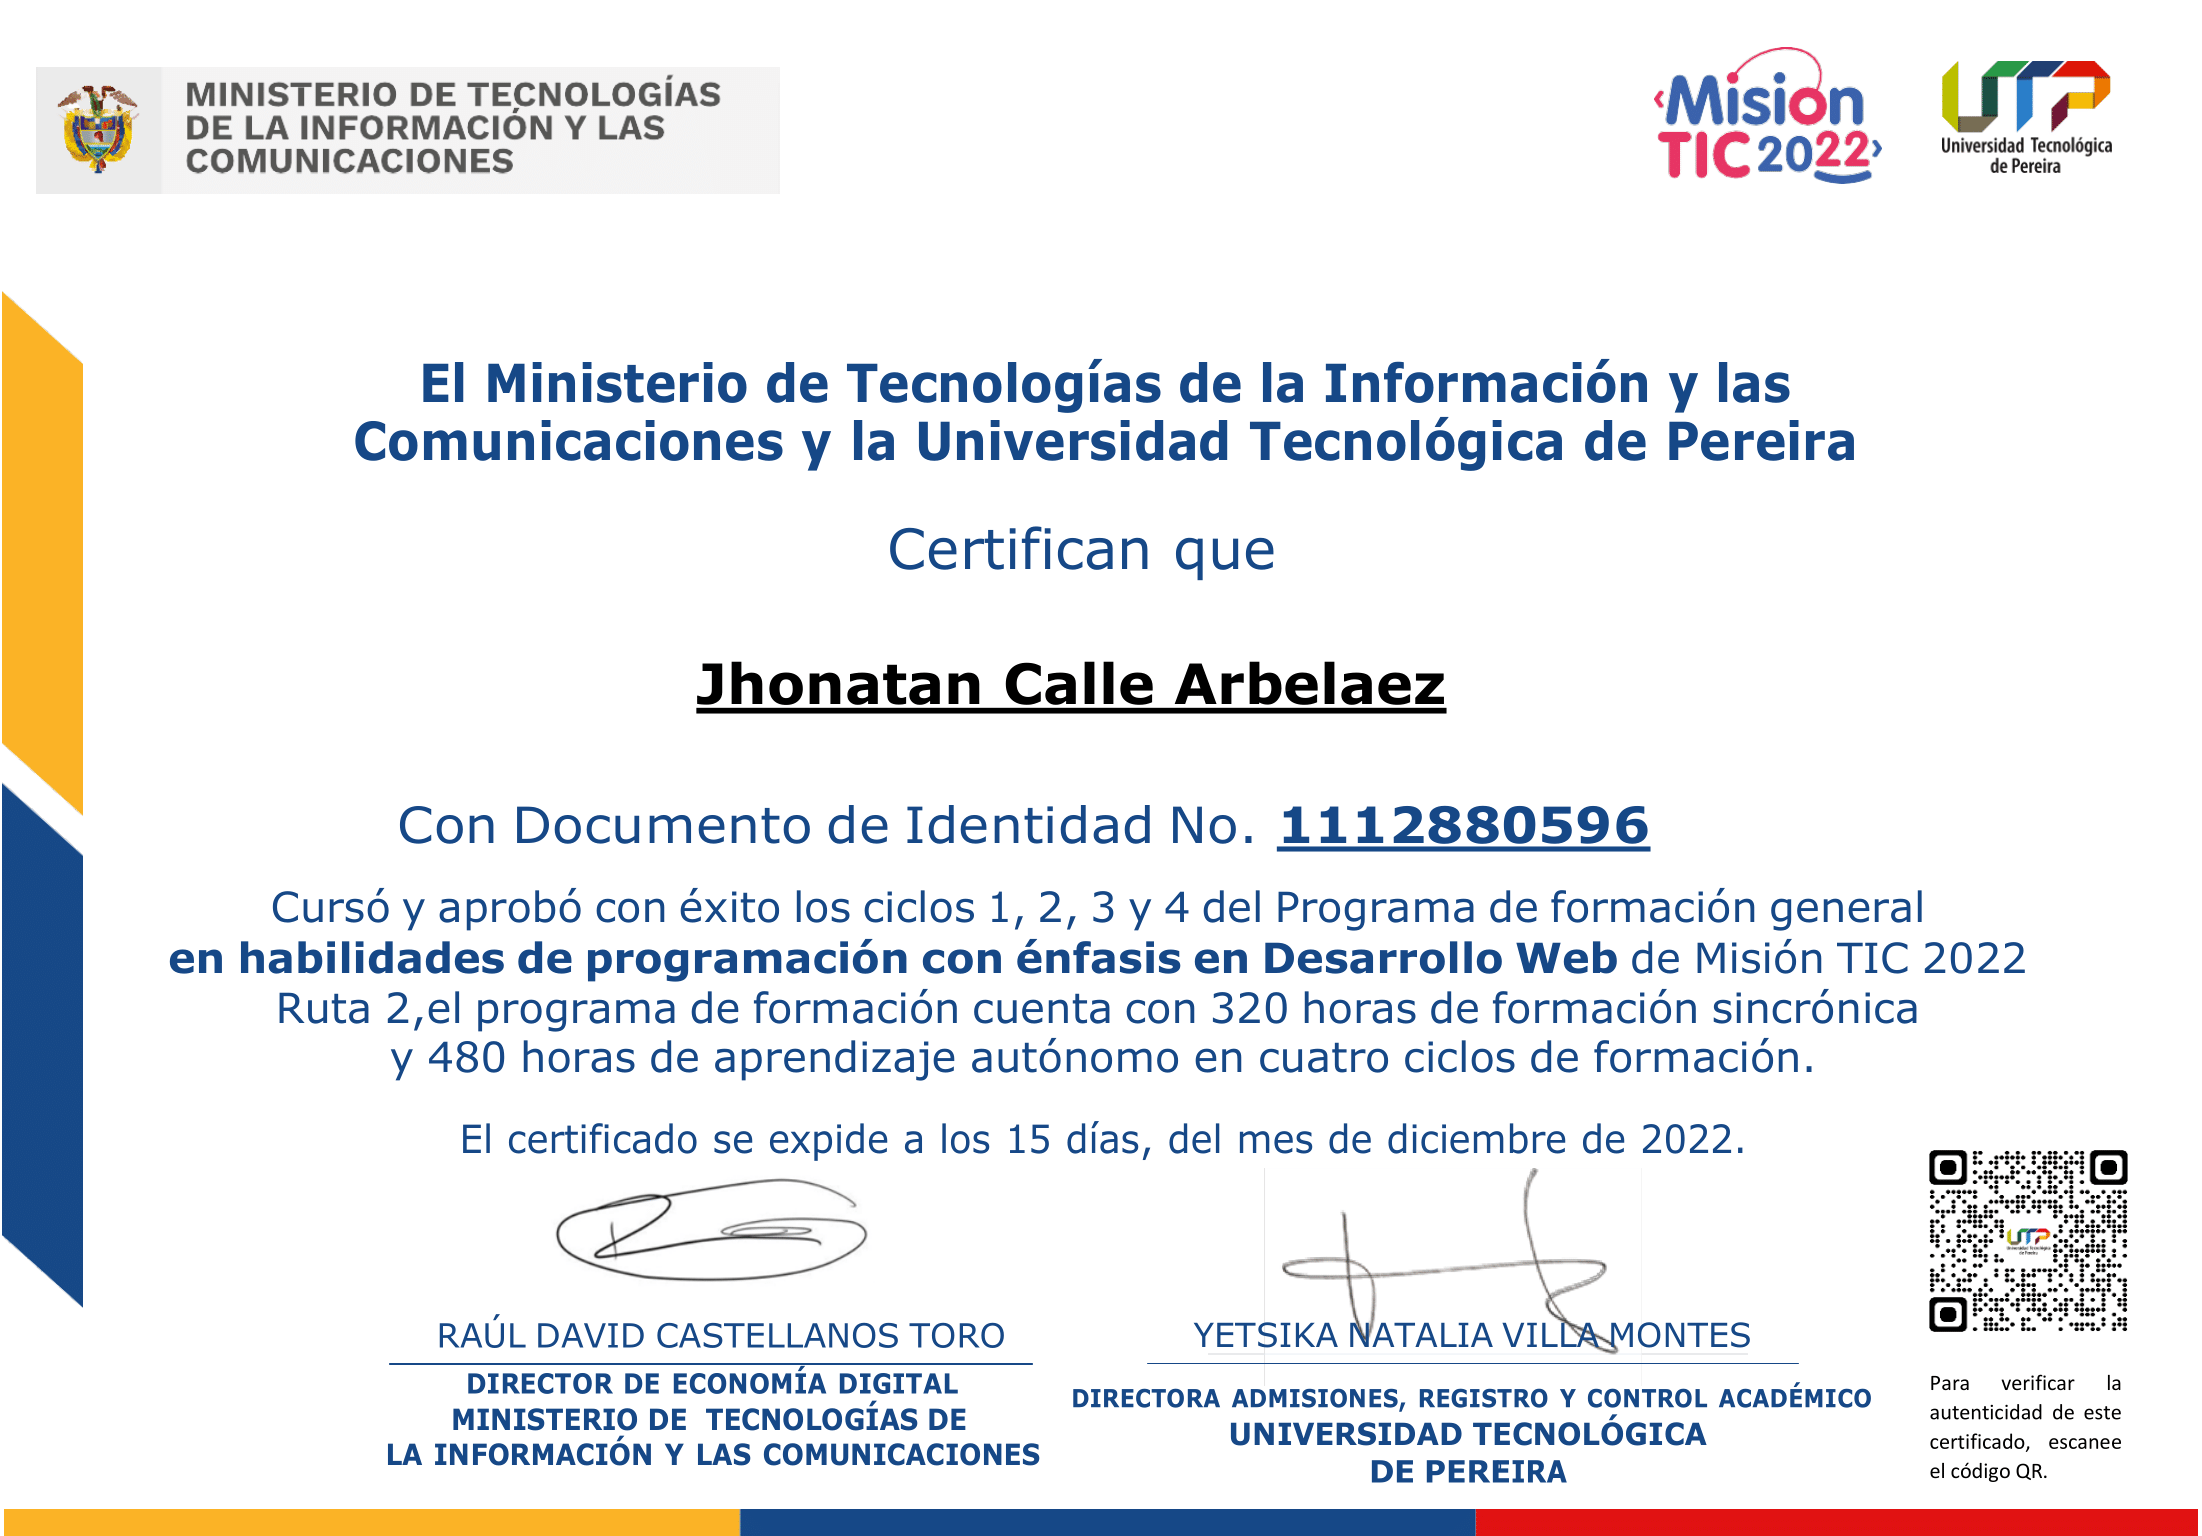 MINISTERIO DE TECNOLOGÍAS
DE LA INFORMACIÓN Y LAS
COMUNICACIONES
‹Misión
TIC 2022›
UTP
Universidad Tecnológica
de Pereira
El Ministerio de Tecnologías de la Información y las
Comunicaciones y la Universidad Tecnológica de Pereira
Certifican que
Jhonatan Calle Arbelaez
Con Documento de Identidad No. 1112880596
Cursó y aprobó con éxito los ciclos 1, 2, 3 y 4 del Programa de formación general
en habilidades de programación con énfasis en Desarrollo Web de Misión TIC 2022
Ruta 2,el programa de formación cuenta con 320 horas de formación sincrónica
y 480 horas de aprendizaje autónomo en cuatro ciclos de formación.
El certificado se expide a los 15 días, del mes de diciembre de 2022.
RAÚL DAVID CASTELLANOS TORO
DIRECTOR DE ECONOMÍA DIGITAL
MINISTERIO DE TECNOLOGÍAS DE
LA INFORMACIÓN Y LAS COMUNICACIONES
YETSIKA NATALIA VILLA MONTES
DIRECTORA ADMISIONES, REGISTRO Y CONTROL ACADÉMICO
UNIVERSIDAD TECNOLÓGICA
DE PEREIRA
UTP
Universidad Tecnológica
de Pereira
Para verificar la
autenticidad de este
certificado, escanee
el código QR.